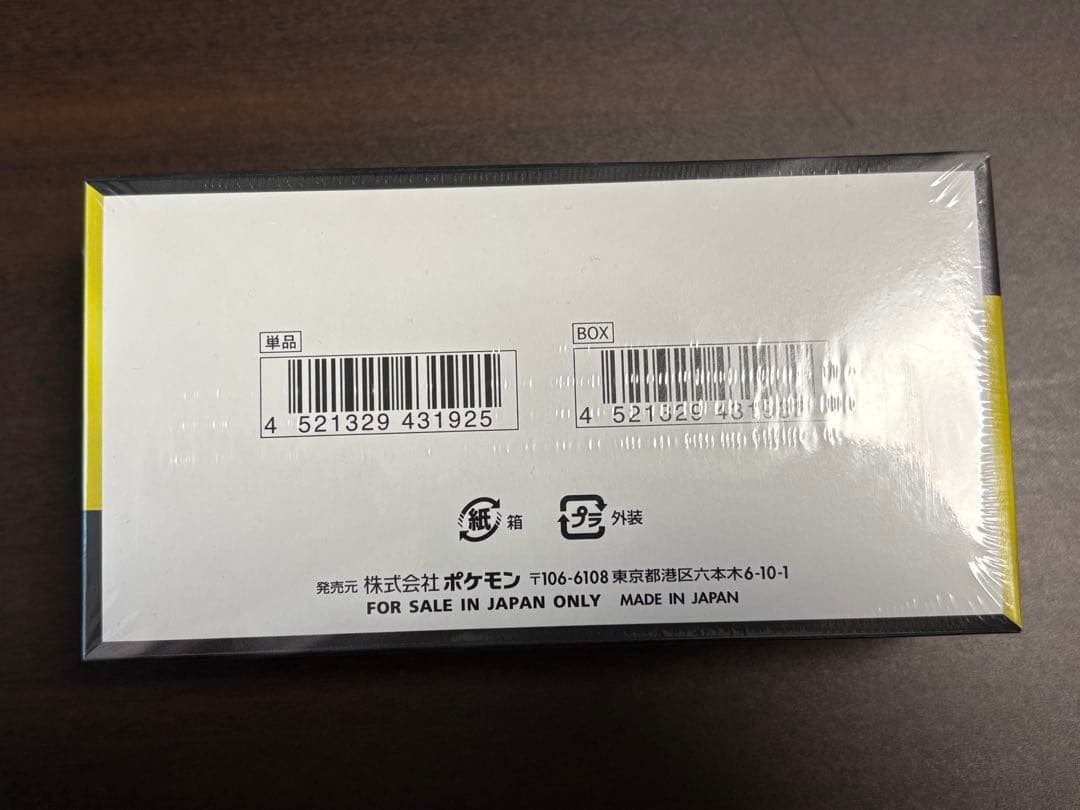 単品
4 521329 431925
BOX
4 521329
紙 箱
プラ 外装
発売元 株式会社 ポケモン 〒106-6108 東京都港区六本木6-10-1
FOR SALE IN JAPAN ONLY MADE IN JAPAN